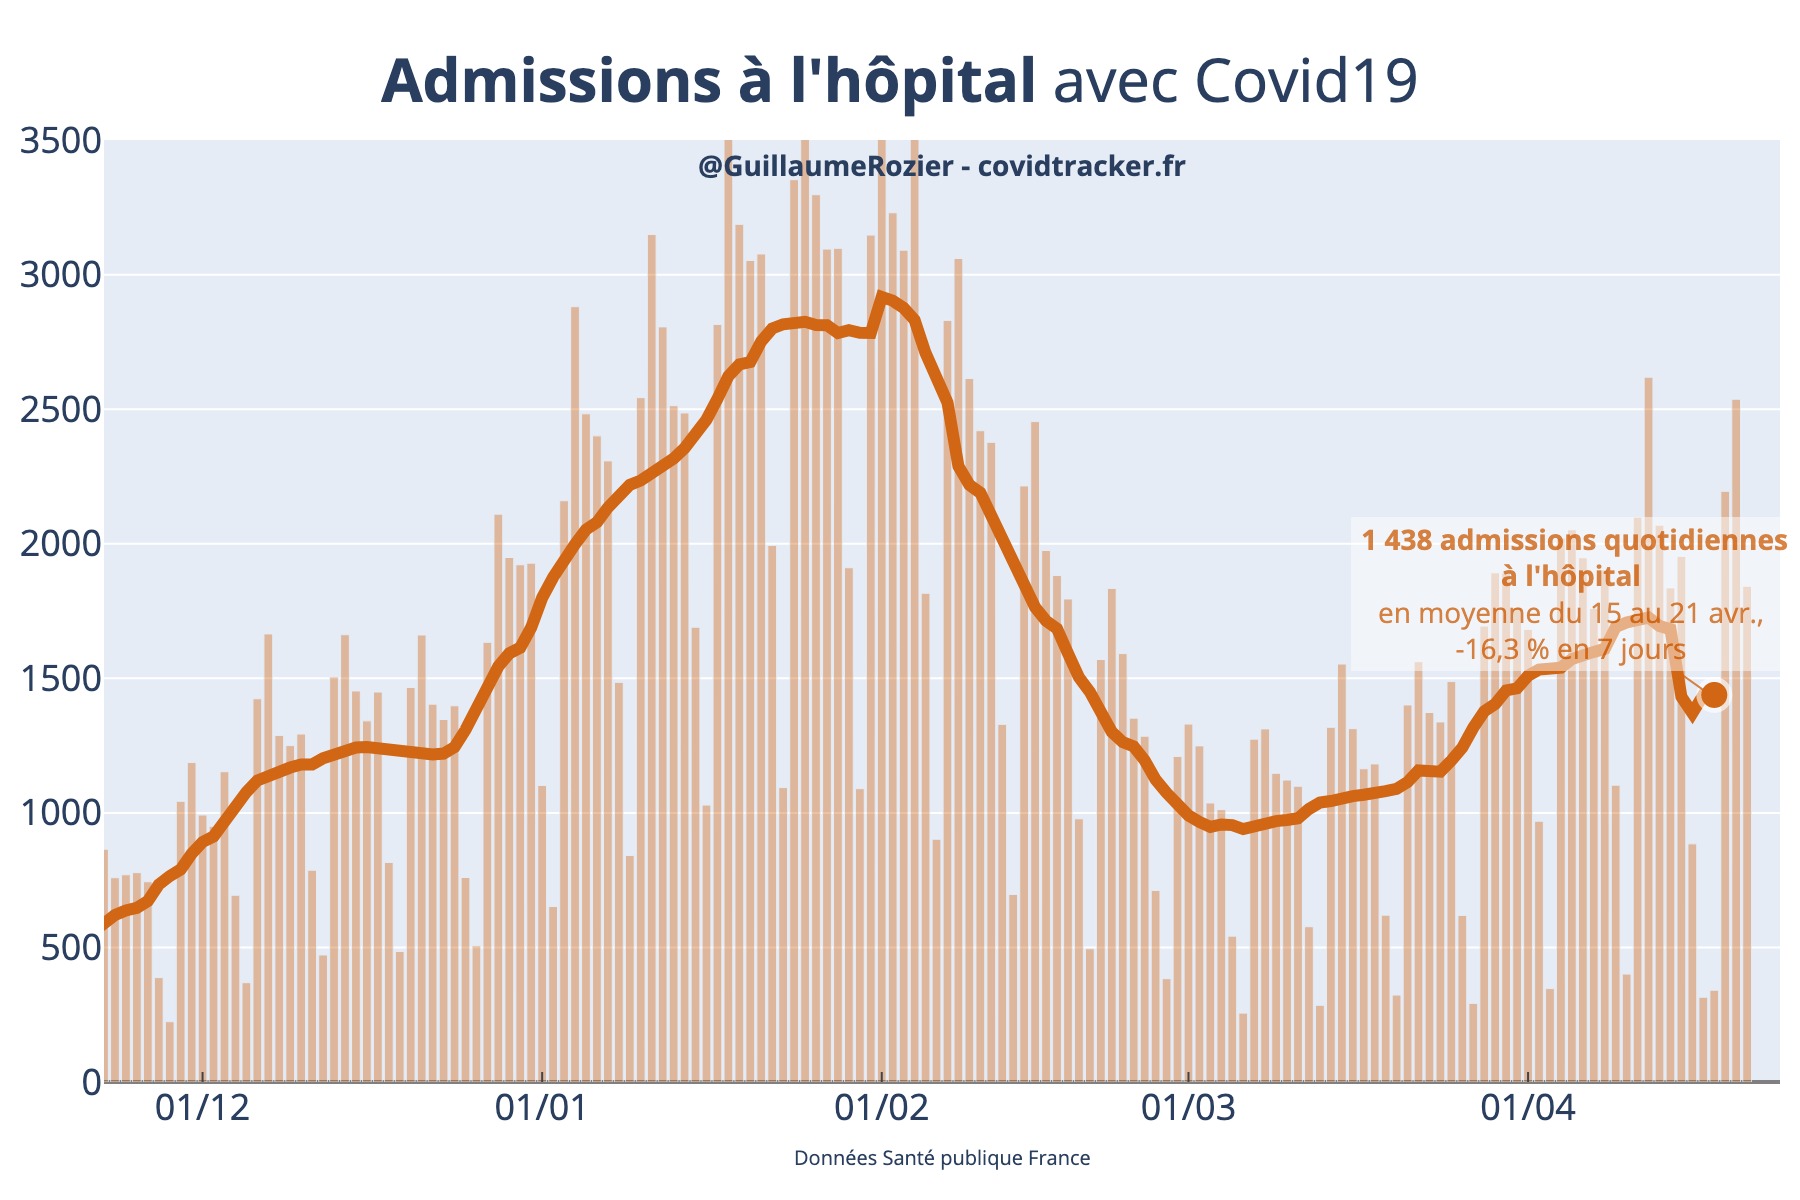 Admissions à l'hôpital avec Covid19
3500
@GuillaumeRozier - covidtracker.fr
3000
2500
2000
1 438 admissions quotidiennes
à l'hôpital
en moyenne du 15 au 21 avr.,
-16,3 % en 7 jours
1500
1000
500
0
01/12 01/01 01/02 01/03 01/04
Données Santé publique France